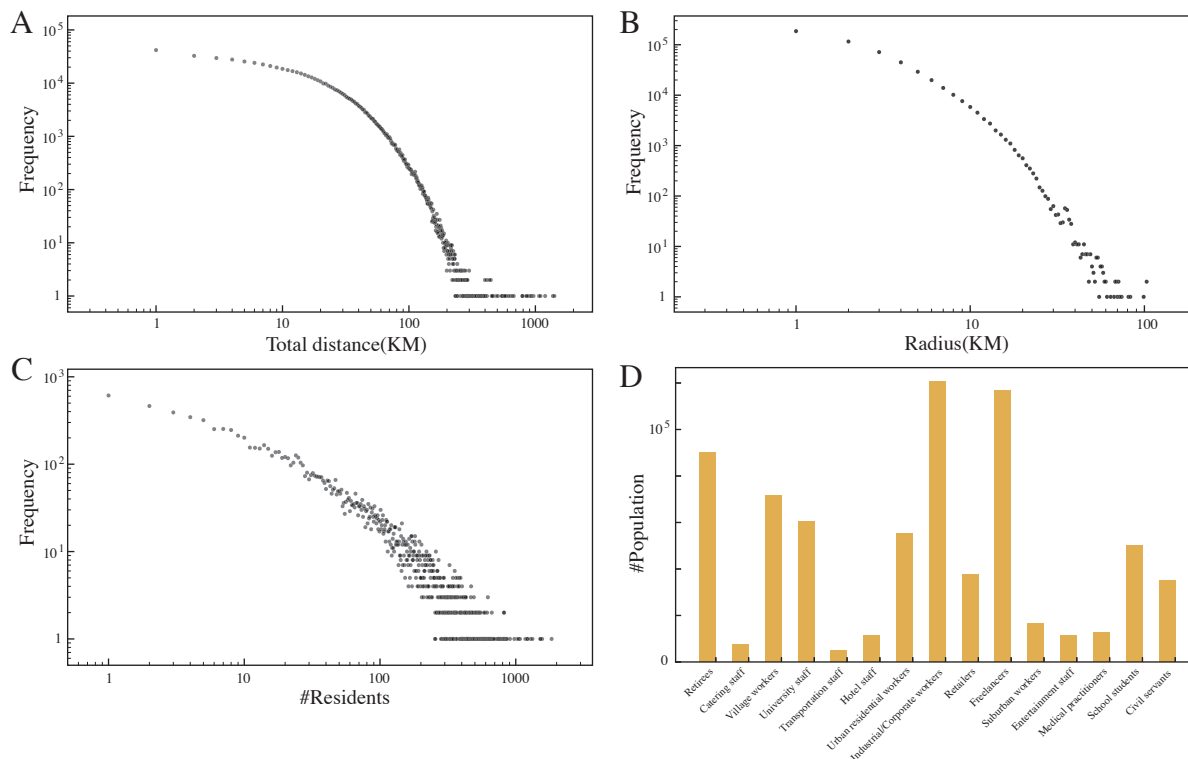 A
10^5
10^4
10^3
10^2
10^1
1
Frequency
1 10 100 1000
Total distance(KM)
B
10^5
10^4
10^3
10^2
10^1
1
Frequency
1 10 100
Radius(KM)
C
10^3
10^2
10^1
1
Frequency
1 10 100 1000
#Residents
D
10^5
0
#Population
Retirees
Catering staff
Village workers
University staff
Transportation staff
Hotel staff
Urban residential workers
Industrial/Corporate workers
Retailers
Freelancers
Suburban workers
Entertainment staff
Medical practitioners
School students
Civil servants